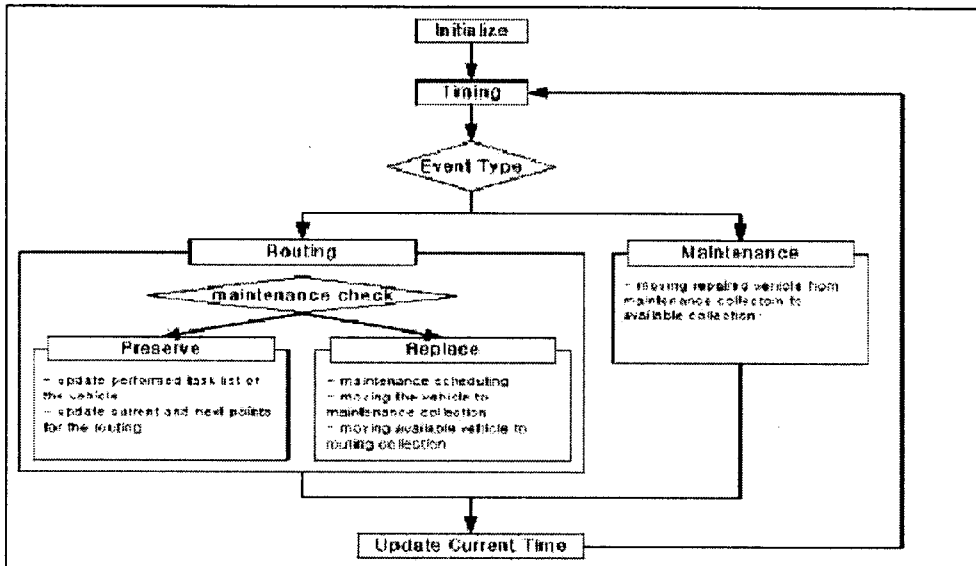 Initialize
Timing
Event Type
Routing
Maintenance
maintenance check
- moving repaired vehicle from
maintenance collection to
available collection
Preserve
Replace
- update performed task list of
the vehicle
- update current and next points
for the routing
- maintenance scheduling
- moving the vehicle to
maintenance collection
- moving available vehicle to
routing collection
Update Current Time